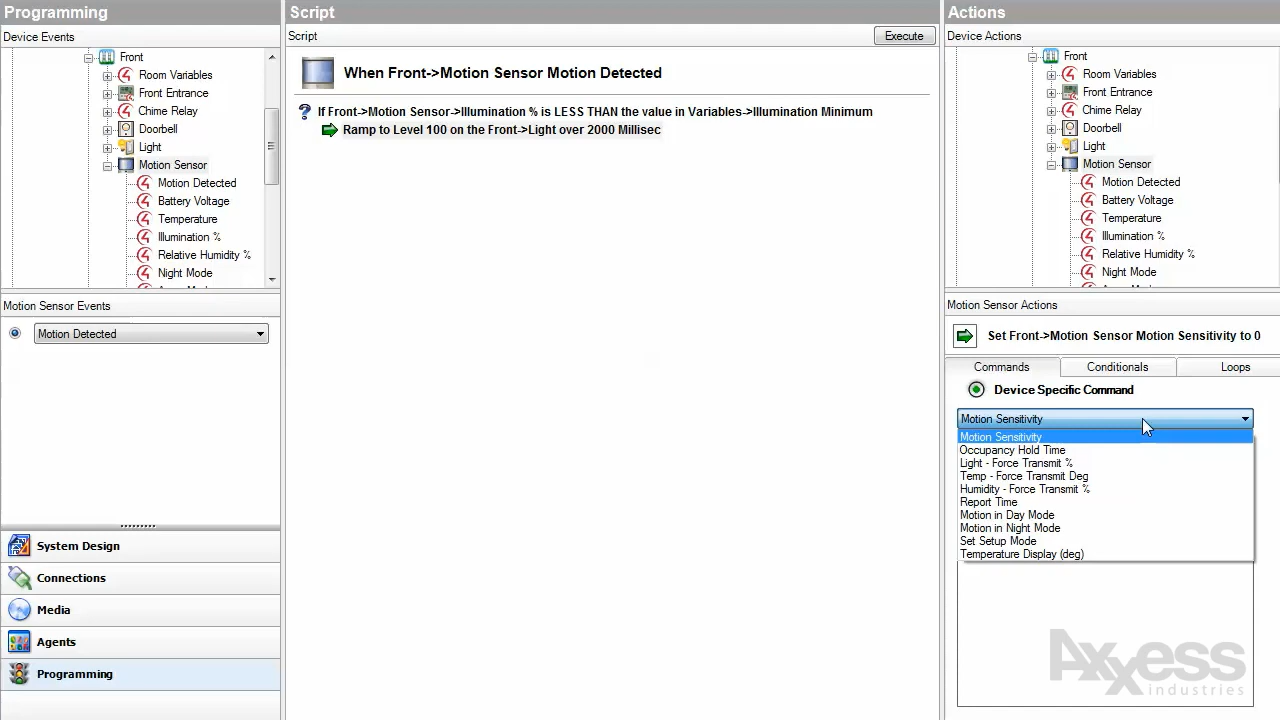 Programming
Device Events
Front
Room Variables
Front Entrance
Chime Relay
Doorbell
Light
Motion Sensor
Motion Detected
Battery Voltage
Temperature
Illumination %
Relative Humidity %
Night Mode
Motion Sensor Events
Motion Detected
System Design
Connections
Media
Agents
Programming
Script
Script
Execute
When Front->Motion Sensor Motion Detected
If Front->Motion Sensor->Illumination % is LESS THAN the value in Variables->Illumination Minimum
Ramp to Level 100 on the Front->Light over 2000 Millisec
Actions
Device Actions
Front
Room Variables
Front Entrance
Chime Relay
Doorbell
Light
Motion Sensor
Motion Detected
Battery Voltage
Temperature
Illumination %
Relative Humidity %
Night Mode
Motion Sensor Actions
Set Front->Motion Sensor Motion Sensitivity to 0
Commands
Conditionals
Loops
Device Specific Command
Motion Sensitivity
Motion Sensitivity
Occupancy Hold Time
Light - Force Transmit %
Temp - Force Transmit Deg
Humidity - Force Transmit %
Report Time
Motion in Day Mode
Motion in Night Mode
Set Setup Mode
Temperature Display (deg)
Axxess
industries